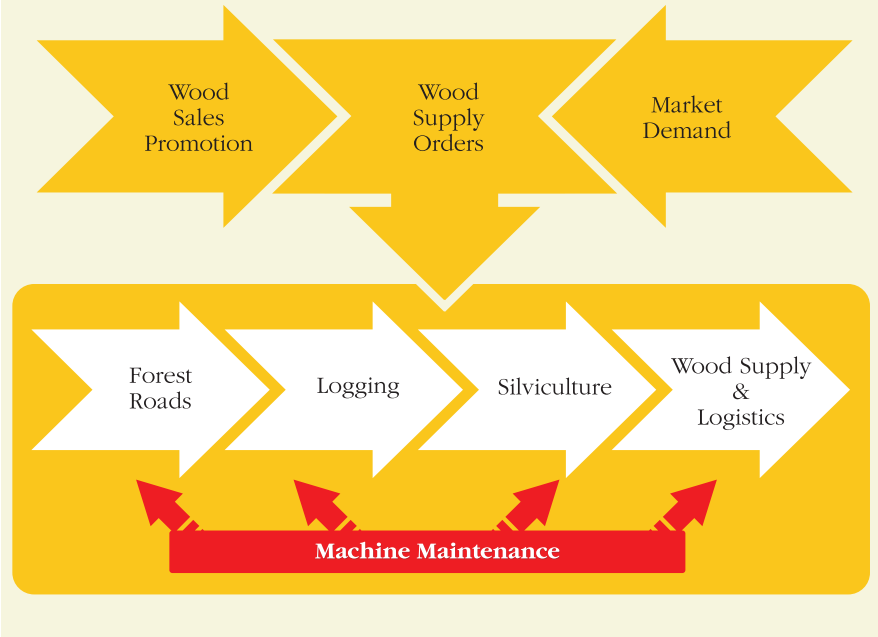 Wood
Sales
Promotion
Wood
Supply
Orders
Market
Demand
Forest
Roads
Logging
Silviculture
Wood Supply
&
Logistics
Machine Maintenance